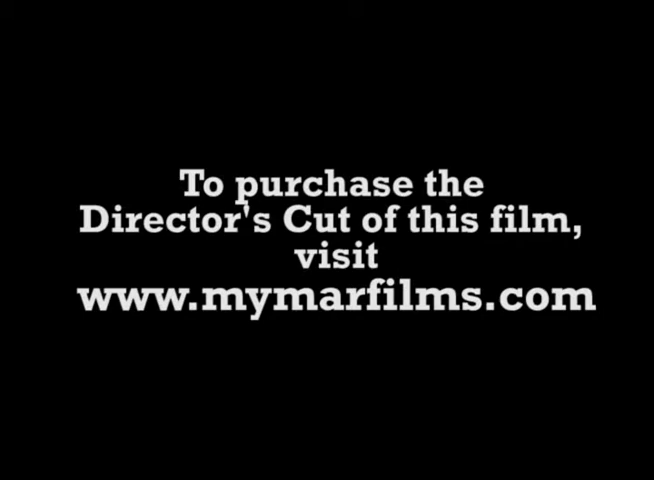 To purchase the
Director's Cut of this film,
visit
www.mymarfilms.com